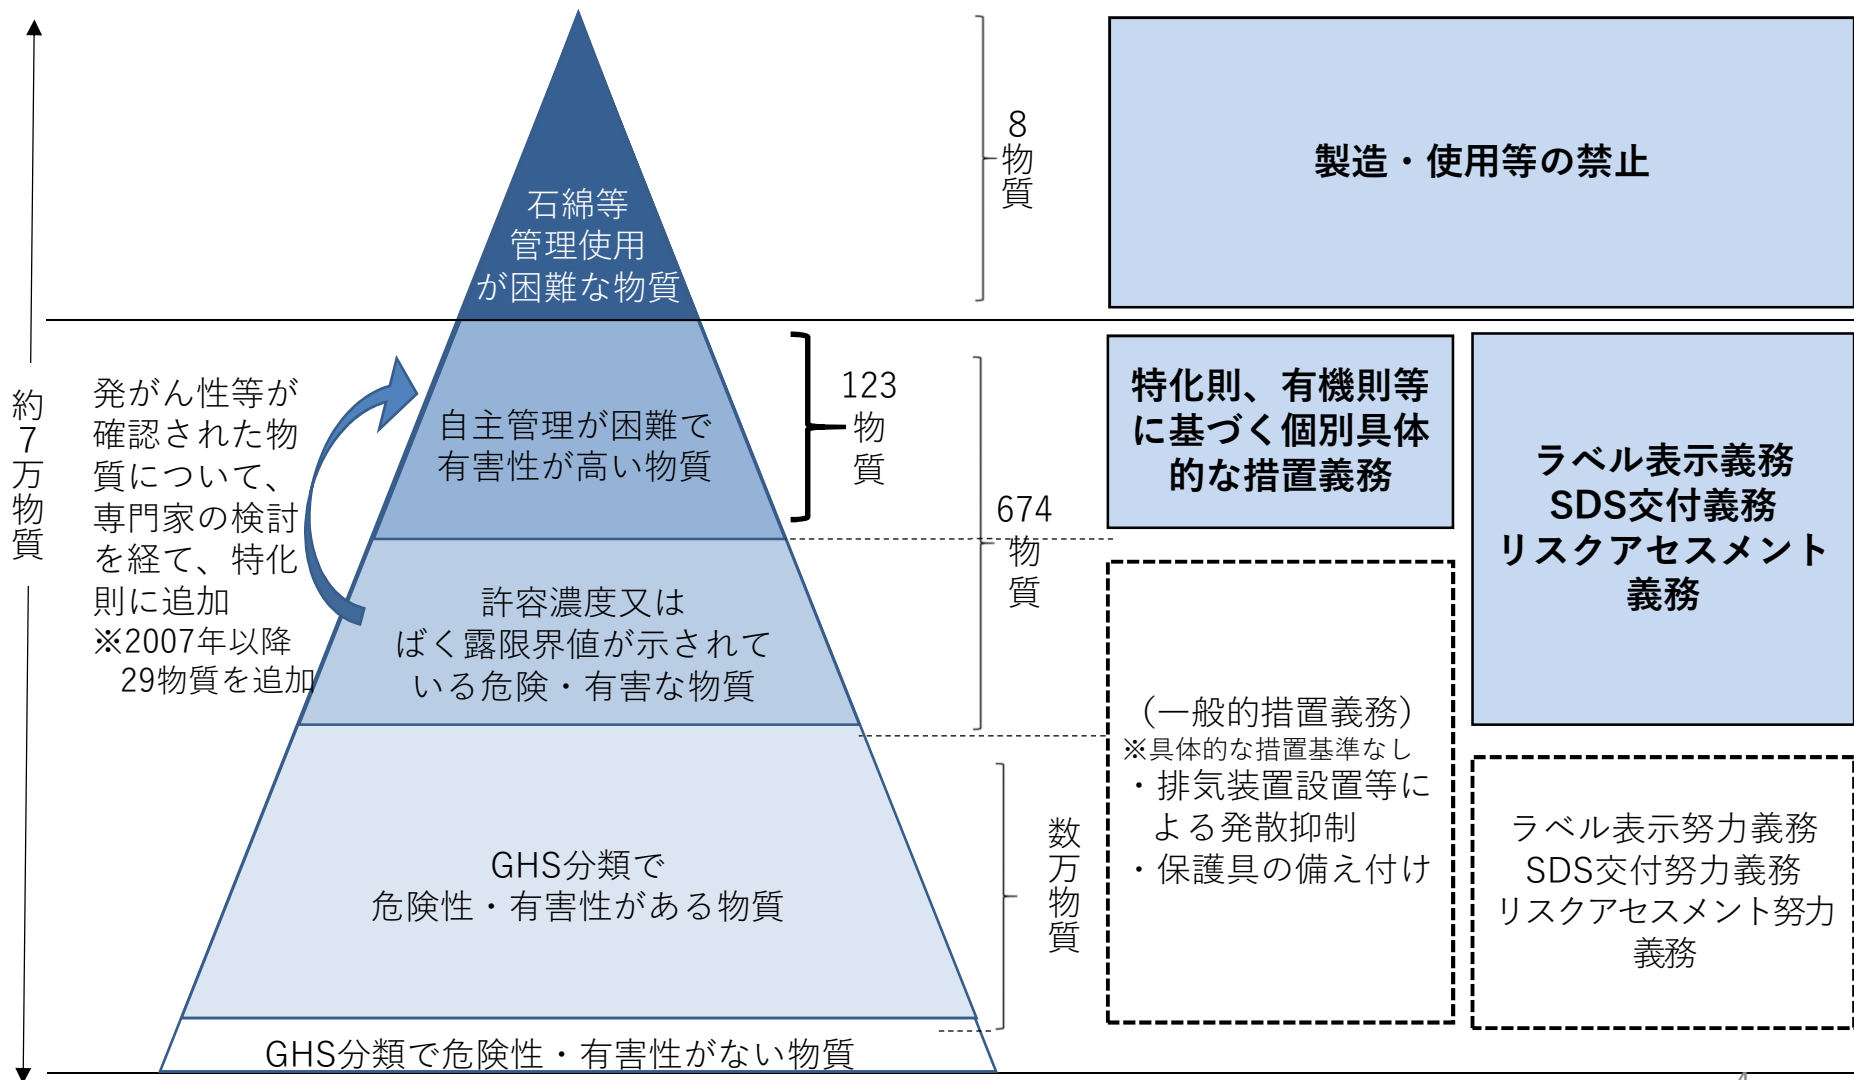 約7万物質
石綿等
管理使用
が困難な物質
8物質
製造・使用等の禁止
発がん性等が
確認された物
質について、
専門家の検討
を経て、特化
則に追加
※2007年以降
29物質を追加
自主管理が困難で
有害性が高い物質
123
物質
674
物質
特化則、有機則等
に基づく個別具体
的な措置義務
ラベル表示義務
SDS交付義務
リスクアセスメント
義務
許容濃度又は
ばく露限界値が示されて
いる危険・有害な物質
(一般的措置義務)
※具体的な措置基準なし
・排気装置設置等に
よる発散抑制
・保護具の備え付け
GHS分類で
危険性・有害性がある物質
数万物質
ラベル表示努力義務
SDS交付努力義務
リスクアセスメント努力
義務
GHS分類で危険性・有害性がない物質